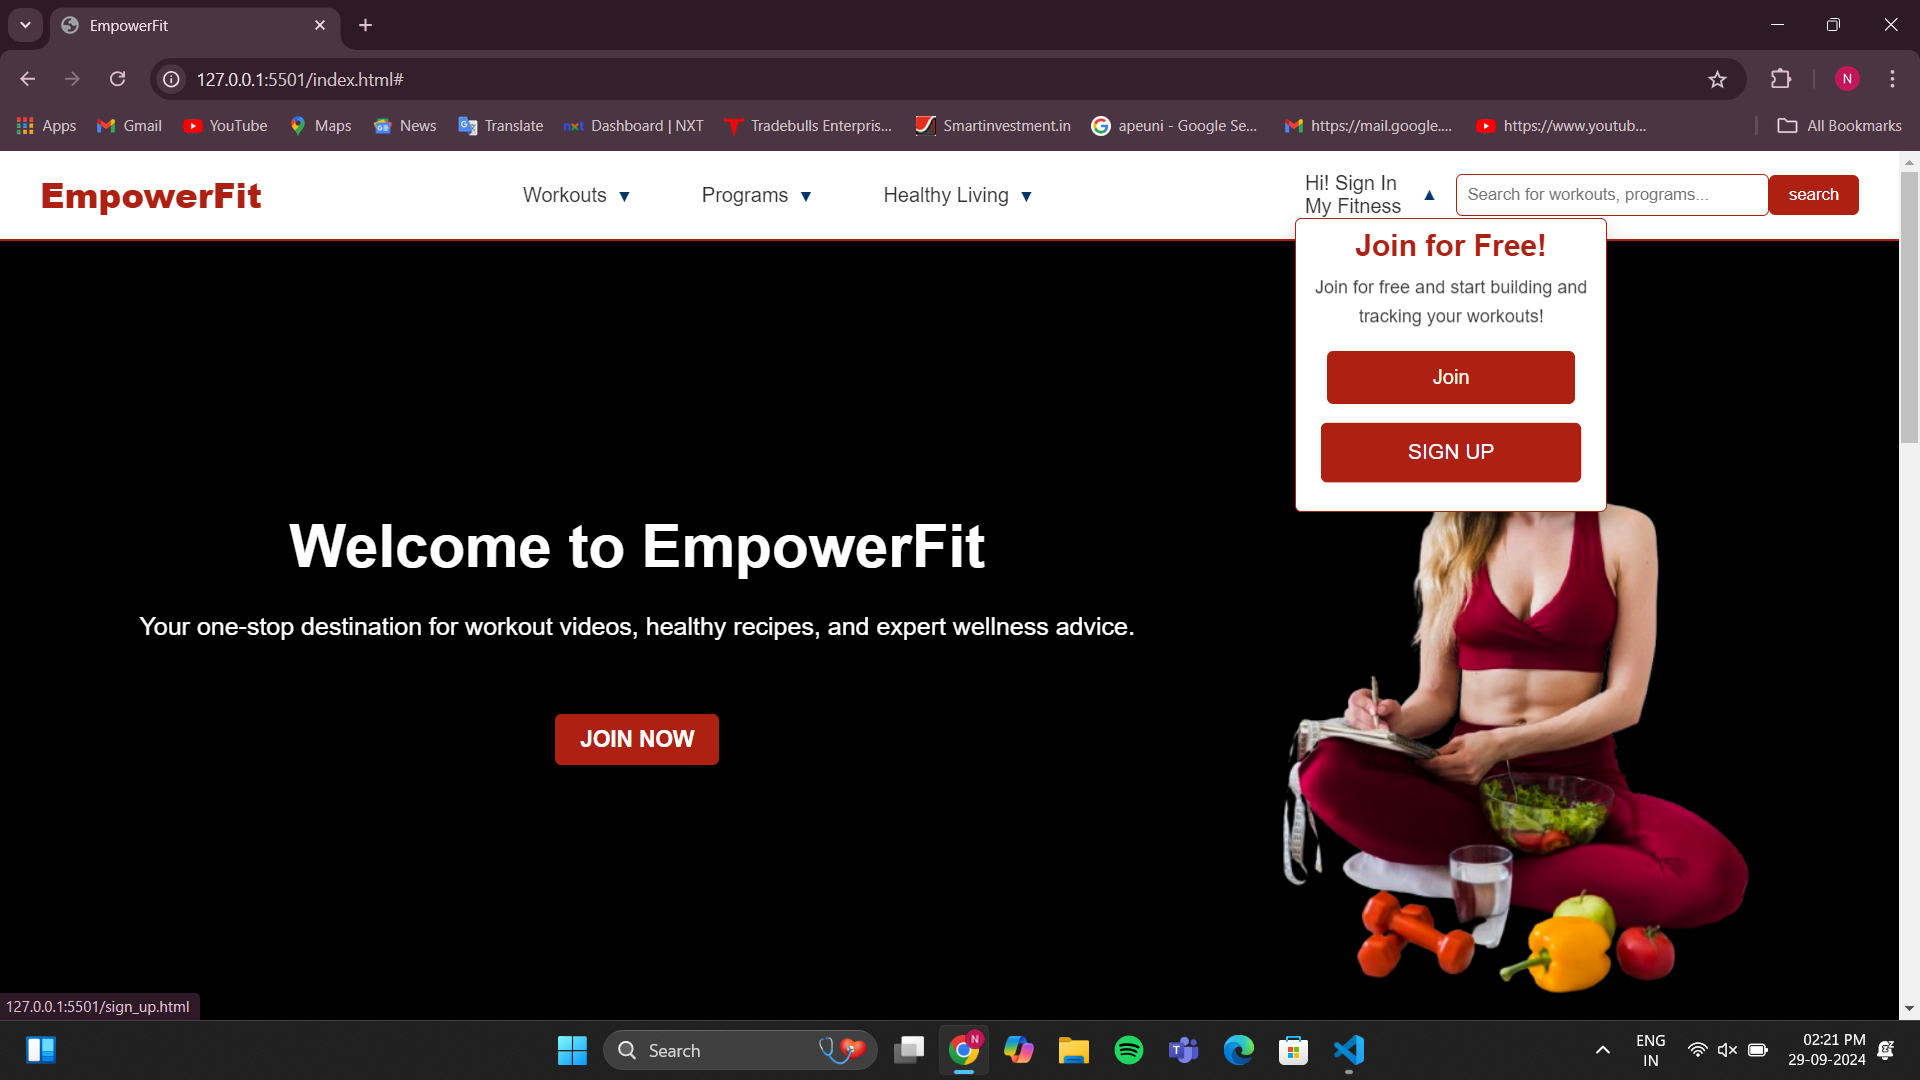 EmpowerFit
127.0.0.1:5501/index.html#
N
Apps
Gmail
YouTube
Maps
News
Translate
nxt Dashboard | NXT
Tradebulls Enterpris...
Smartinvestment.in
apeuni - Google Se...
https://mail.google....
https://www.youtub...
All Bookmarks
EmpowerFit
Workouts ▼
Programs ▼
Healthy Living ▼
Hi! Sign In
My Fitness ▲
Search for workouts, programs...
search
Join for Free!
Join for free and start building and
tracking your workouts!
Join
SIGN UP
Welcome to EmpowerFit
Your one-stop destination for workout videos, healthy recipes, and expert wellness advice.
JOIN NOW
127.0.0.1:5501/sign_up.html
Search
N
ENG
IN
02:21 PM
29-09-2024